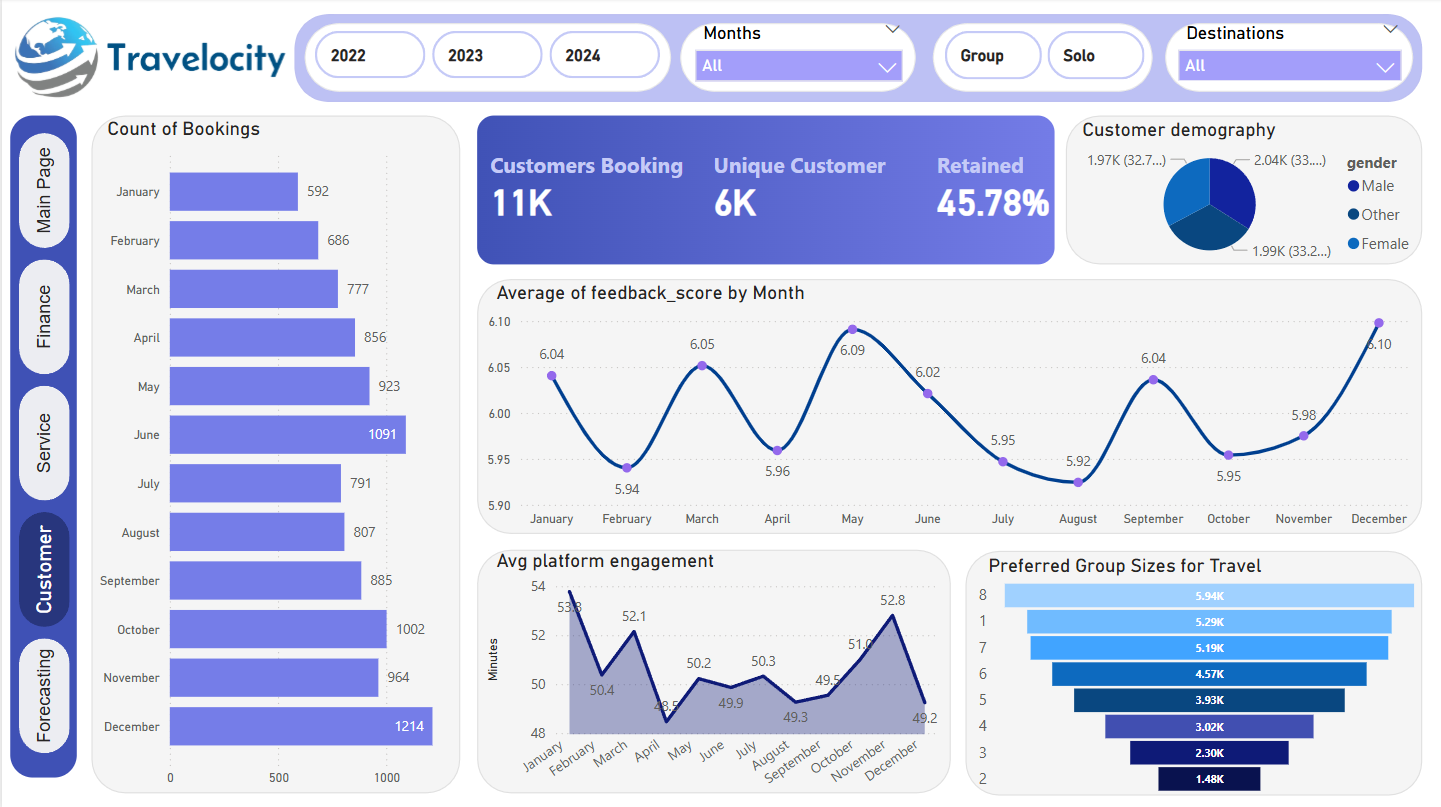 Travelocity
2022
2023
2024
Months
All
Group
Solo
Destinations
All
Main Page
Finance
Service
Customer
Forecasting
Count of Bookings
January 592
February 686
March 777
April 856
May 923
June 1091
July 791
August 807
September 885
October 1002
November 964
December 1214
0 500 1000
Customers Booking
11K
Unique Customer
6K
Retained
45.78%
Customer demography
1.97K (32.7...)
2.04K (33....)
1.99K (33.2...)
gender
Male
Other
Female
Average of feedback_score by Month
6.10
6.05
6.00
5.95
5.90
6.04
5.94
6.05
5.96
6.09
6.02
5.95
5.92
6.04
5.95
5.98
6.10
January February March April May June July August September October November December
Avg platform engagement
Minutes
54
52
50
48
53.8
50.4
52.1
48.5
50.2
49.9
50.3
49.3
49.5
51.0
52.8
49.2
January February March April May June July August September October November December
Preferred Group Sizes for Travel
8 5.94K
1 5.29K
7 5.19K
6 4.57K
5 3.93K
4 3.02K
3 2.30K
2 1.48K